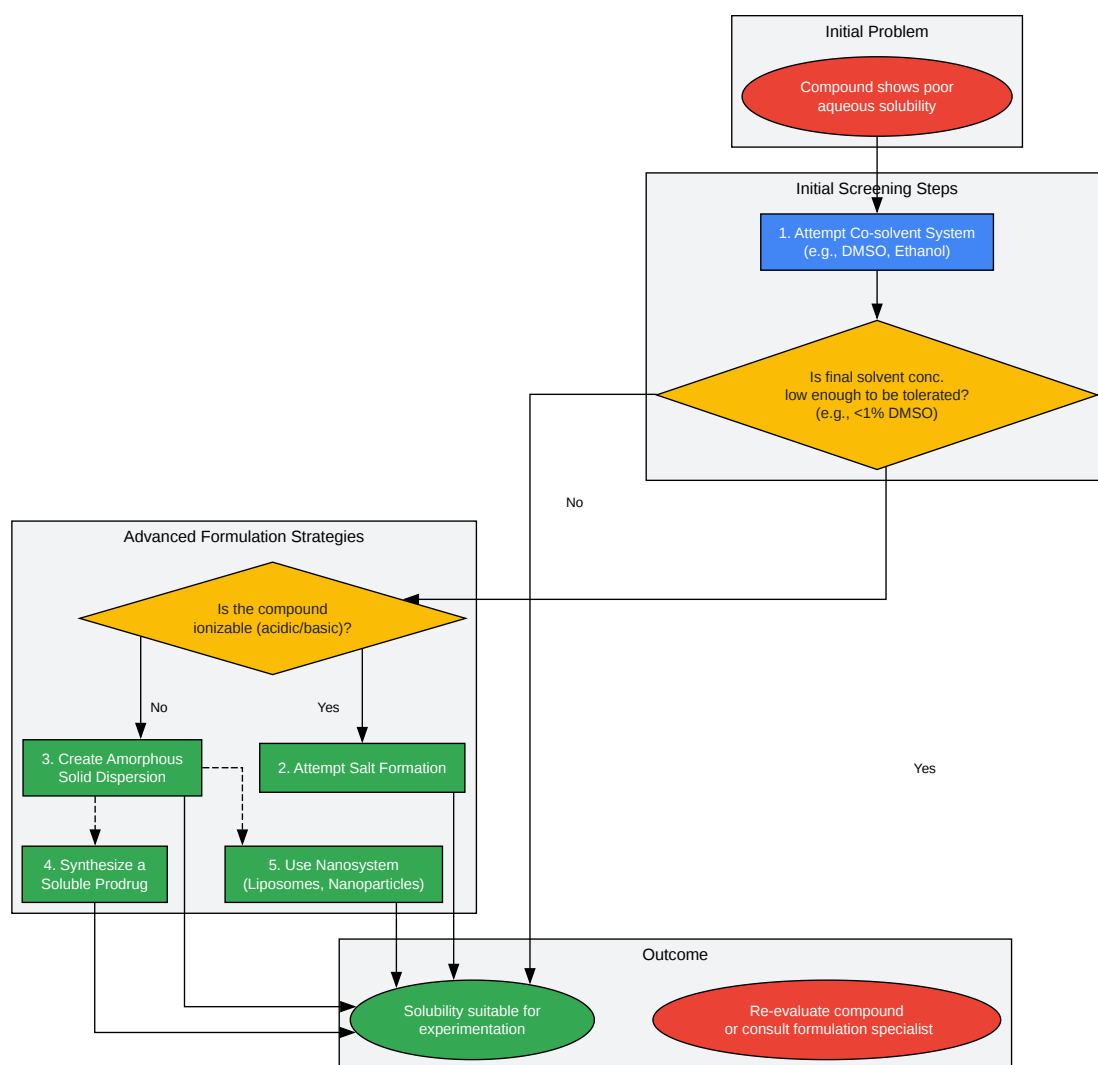 Initial Problem
Compound shows poor
aqueous solubility
Initial Screening Steps
1. Attempt Co-solvent System
(e.g., DMSO, Ethanol)
Is final solvent conc.
low enough to be tolerated?
(e.g., <1% DMSO)
No
Yes
Advanced Formulation Strategies
Is the compound
ionizable (acidic/basic)?
No
Yes
3. Create Amorphous
Solid Dispersion
2. Attempt Salt Formation
4. Synthesize a
Soluble Prodrug
5. Use Nanosystem
(Liposomes, Nanoparticles)
Outcome
Solubility suitable for
experimentation
Re-evaluate compound
or consult formulation specialist